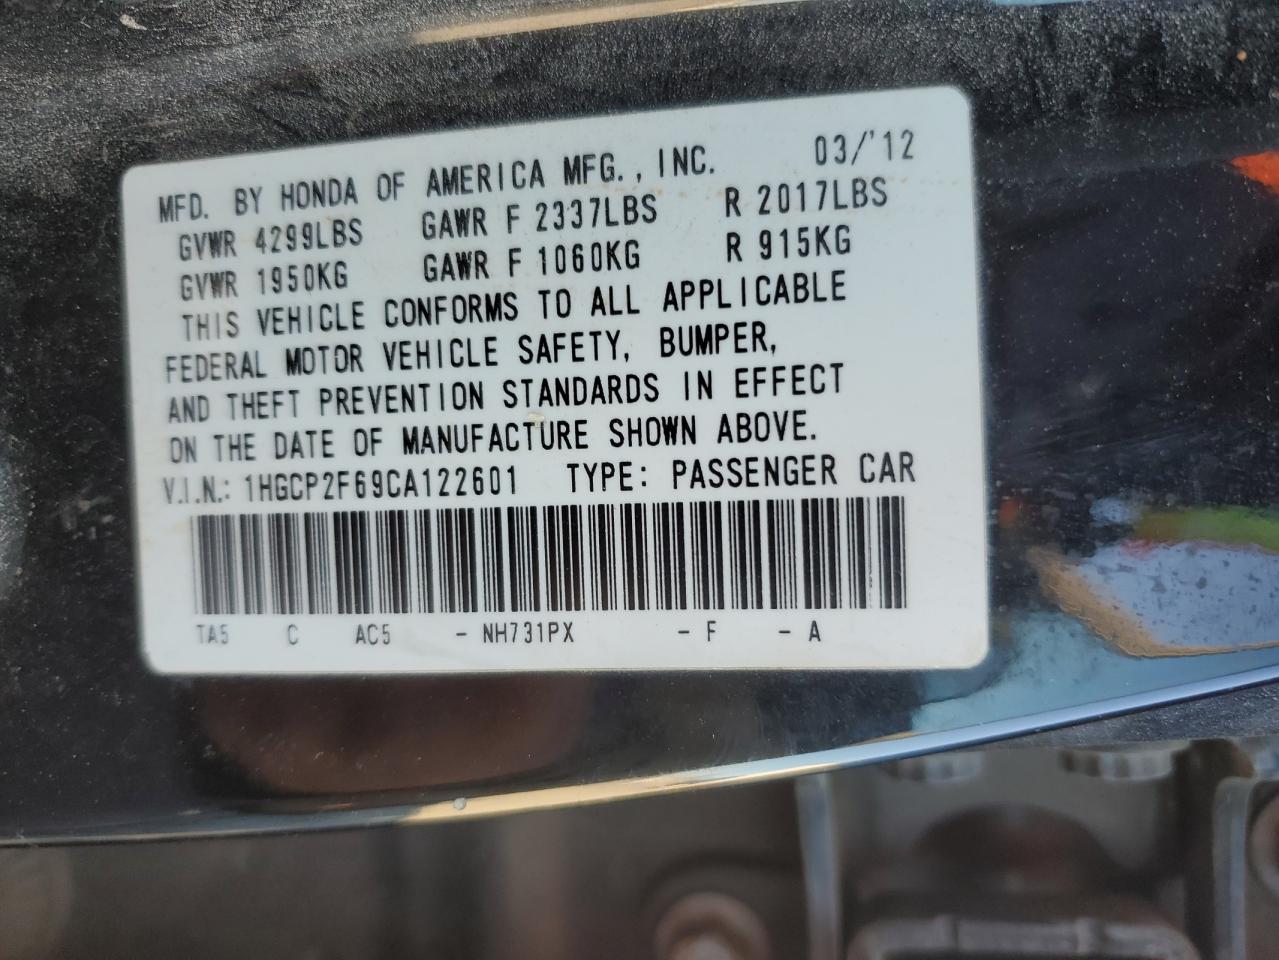 MFD. BY HONDA OF AMERICA MFG., INC. 03/'12
GVWR 4299LBS GAWR F 2337LBS R 2017LBS
GVWR 1950KG GAWR F 1060KG R 915KG
THIS VEHICLE CONFORMS TO ALL APPLICABLE
FEDERAL MOTOR VEHICLE SAFETY, BUMPER,
AND THEFT PREVENTION STANDARDS IN EFFECT
ON THE DATE OF MANUFACTURE SHOWN ABOVE.
V.I.N.: 1HGCP2F69CA122601 TYPE: PASSENGER CAR
TA5 C AC5 - NH731PX - F - A